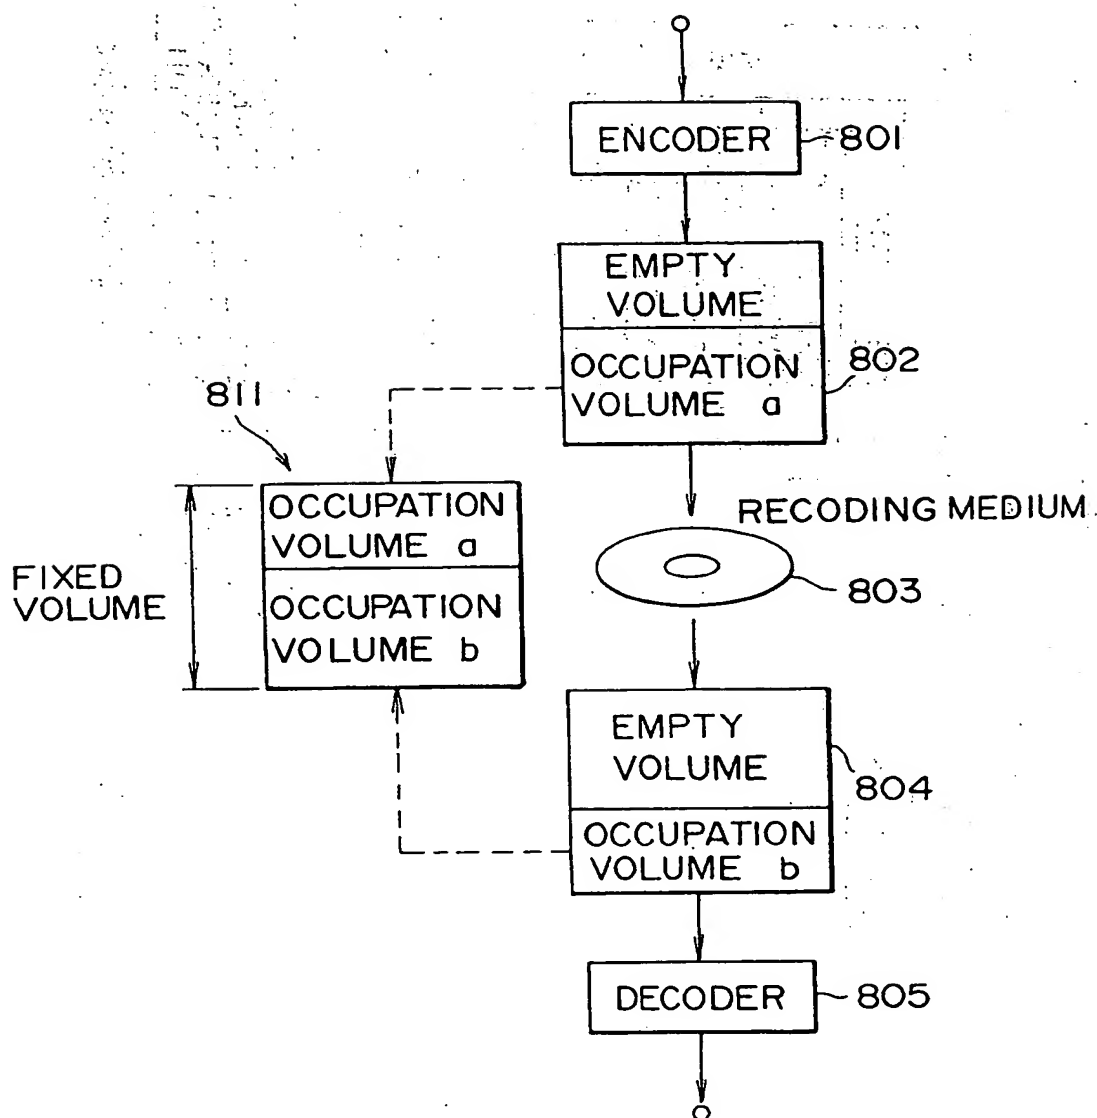 ENCODER
801
EMPTY
VOLUME
OCCUPATION
VOLUME a
802
811
OCCUPATION
VOLUME a
OCCUPATION
VOLUME b
FIXED
VOLUME
RECODING MEDIUM
803
EMPTY
VOLUME
804
OCCUPATION
VOLUME b
DECODER
805